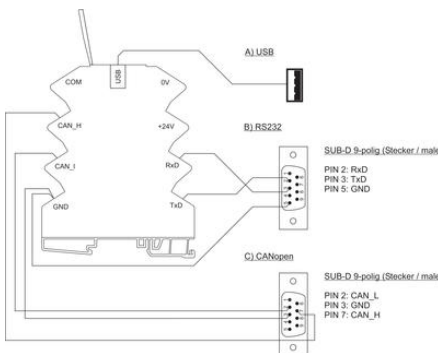 A) USB
COM
USB
0V
CAN_H
+24V
B) RS232
SUB-D 9-polig (Stecker / male
CAN_I
RxD
PIN 2: RxD
PIN 3: TxD
PIN 5: GND
GND
TxD
C) CANopen
SUB-D 9-polig (Stecker / male
PIN 2: CAN_L
PIN 3: GND
PIN 7: CAN_H